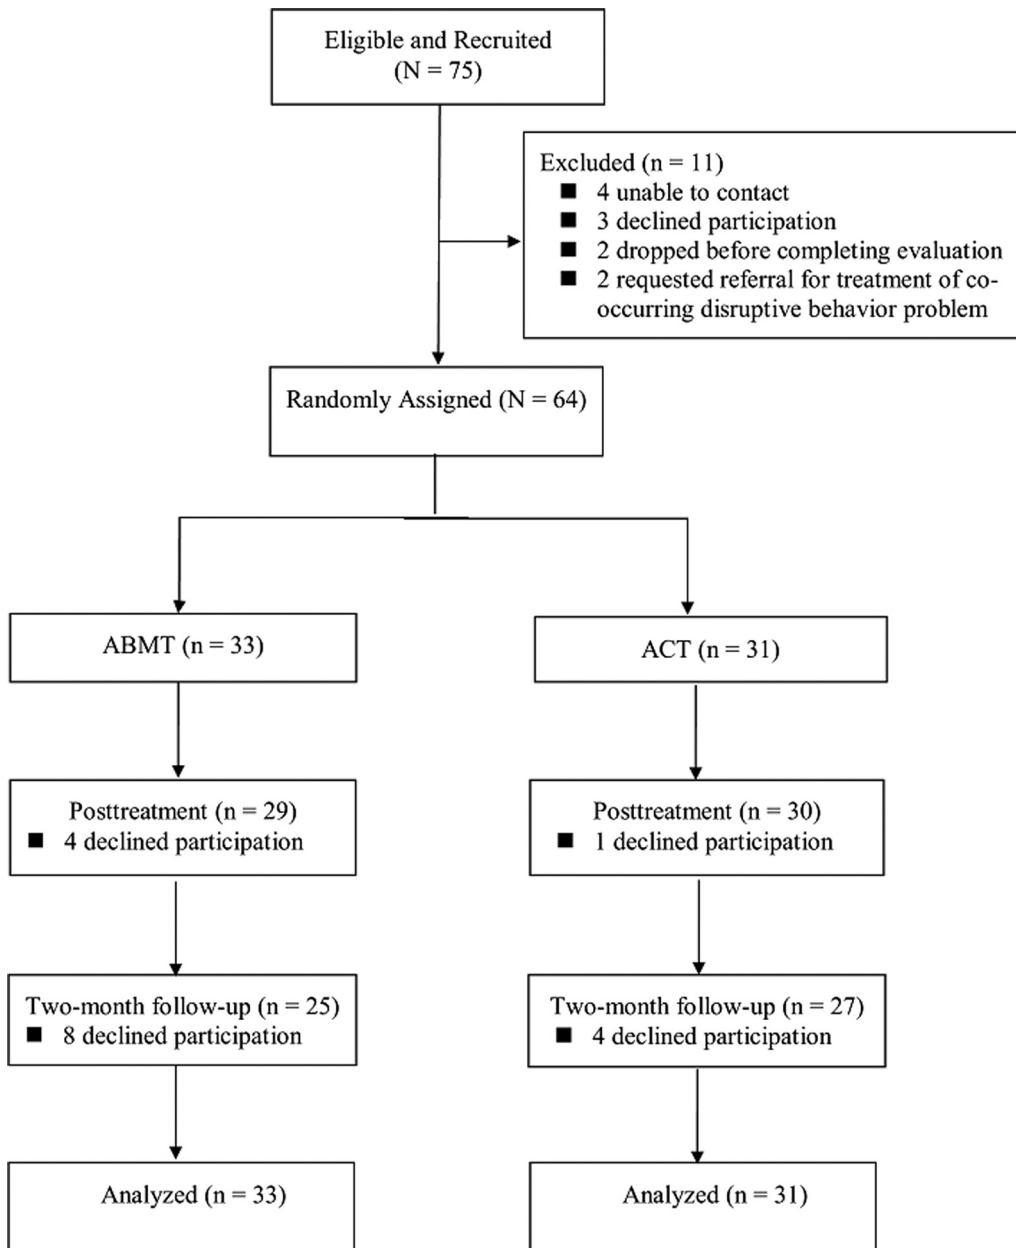 Eligible and Recruited
(N = 75)
Excluded (n = 11)
■ 4 unable to contact
■ 3 declined participation
■ 2 dropped before completing evaluation
■ 2 requested referral for treatment of co-
occurring disruptive behavior problem
Randomly Assigned (N = 64)
ABMT (n = 33)
ACT (n = 31)
Posttreatment (n = 29)
■ 4 declined participation
Posttreatment (n = 30)
■ 1 declined participation
Two-month follow-up (n = 25)
■ 8 declined participation
Two-month follow-up (n = 27)
■ 4 declined participation
Analyzed (n = 33)
Analyzed (n = 31)